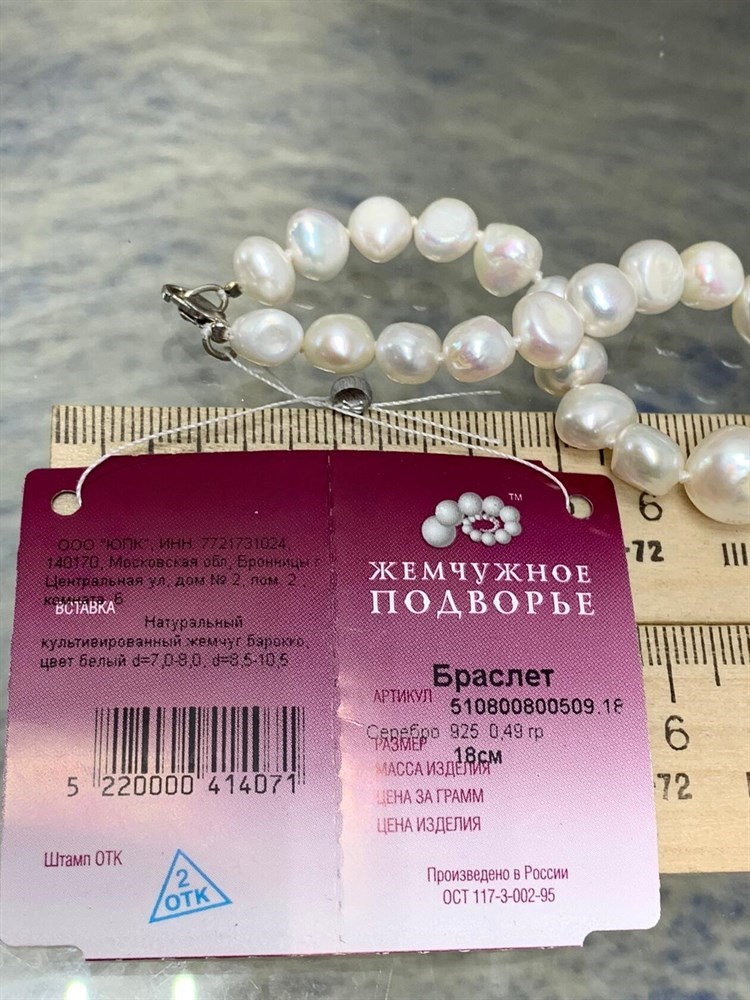 ООО "ЮПК", ИНН 7721731024,
140170, Московская обл, Бронницы г
Центральная ул, дом № 2, пом. 2 ,
комната 6
ВСТАВКА
Натуральный
культивированный жемчуг барокко,
цвет белый d=7,0-8,0, d=8,5-10,5
5 220000 414071
Штамп ОТК
2
ОТК
TM
ЖЕМЧУЖНОЕ
ПОДВОРЬЕ
Браслет
АРТИКУЛ 510800800509.18
Серебро 925 0,49 гр
РАЗМЕР 18см
МАССА ИЗДЕЛИЯ
ЦЕНА ЗА ГРАММ
ЦЕНА ИЗДЕЛИЯ
Произведено в России
ОСТ 117-3-002-95
6
72
6
72